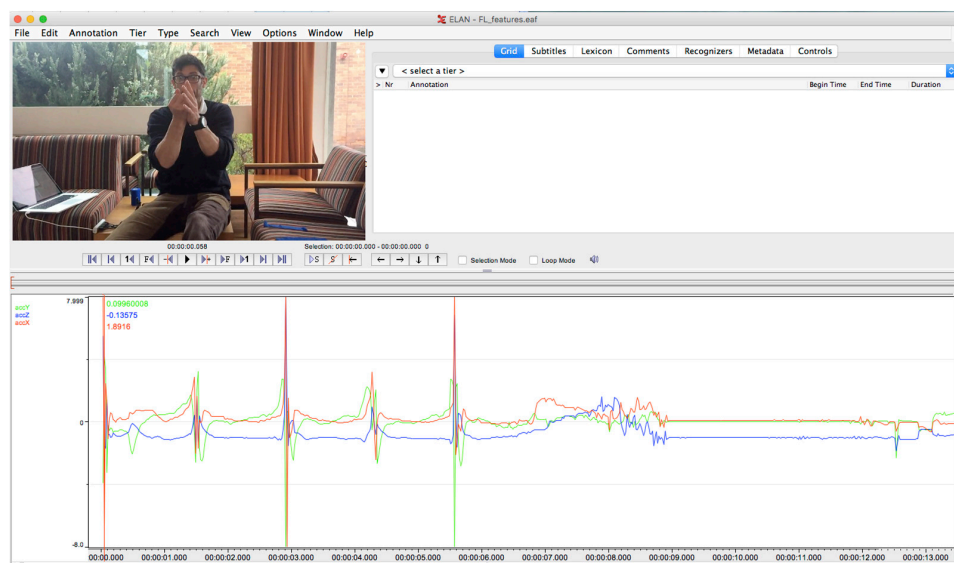 ELAN - FL_features.eaf
File Edit Annotation Tier Type Search View Options Window Help
Grid Subtitles Lexicon Comments Recognizers Metadata Controls
< select a tier >
> Nr Annotation Begin Time End Time Duration
00:00:00.058 Selection: 00:00:00.000 - 00:00:00.000 0
Selection Mode Loop Mode
7.999 0.09960008
accY
accZ -0.13575
accX 1.8916
0
-8.0
00:00.000 00:00:01.000 00:00:02.000 00:00:03.000 00:00:04.000 00:00:05.000 00:00:06.000 00:00:07.000 00:00:08.000 00:00:09.000 00:00:10.000 00:00:11.000 00:00:12.000 00:00:13.000